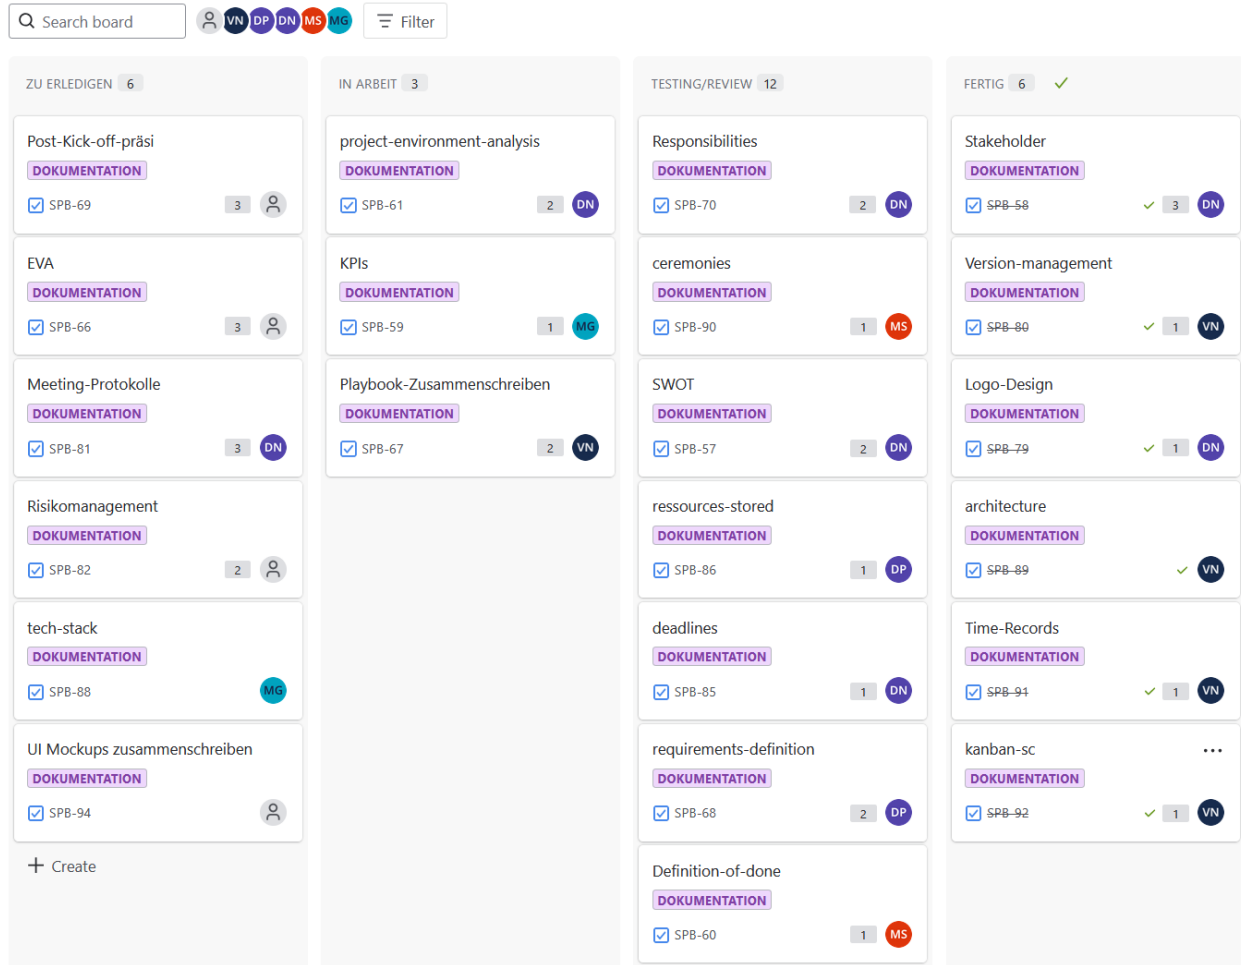 Search board
VN DP DN MS MG
Filter
ZU ERLEDIGEN 6
Post-Kick-off-präsi
DOKUMENTATION
SPB-69 3
EVA
DOKUMENTATION
SPB-66 3
Meeting-Protokolle
DOKUMENTATION
SPB-81 3 DN
Risikomanagement
DOKUMENTATION
SPB-82 2
tech-stack
DOKUMENTATION
SPB-88 MG
UI Mockups zusammenschreiben
DOKUMENTATION
SPB-94
+ Create
IN ARBEIT 3
project-environment-analysis
DOKUMENTATION
SPB-61 2 DN
KPIs
DOKUMENTATION
SPB-59 1 MG
Playbook-Zusammenschreiben
DOKUMENTATION
SPB-67 2 VN
TESTING/REVIEW 12
Responsibilities
DOKUMENTATION
SPB-70 2 DN
ceremonies
DOKUMENTATION
SPB-90 1 MS
SWOT
DOKUMENTATION
SPB-57 2 DN
ressources-stored
DOKUMENTATION
SPB-86 1 DP
deadlines
DOKUMENTATION
SPB-85 1 DN
requirements-definition
DOKUMENTATION
SPB-68 2 DP
Definition-of-done
DOKUMENTATION
SPB-60 1 MS
FERTIG 6
Stakeholder
DOKUMENTATION
SPB-58 3 DN
Version-management
DOKUMENTATION
SPB-80 1 VN
Logo-Design
DOKUMENTATION
SPB-79 1 DN
architecture
DOKUMENTATION
SPB-89 VN
Time-Records
DOKUMENTATION
SPB-91 1 VN
kanban-sc
DOKUMENTATION
SPB-92 1 VN